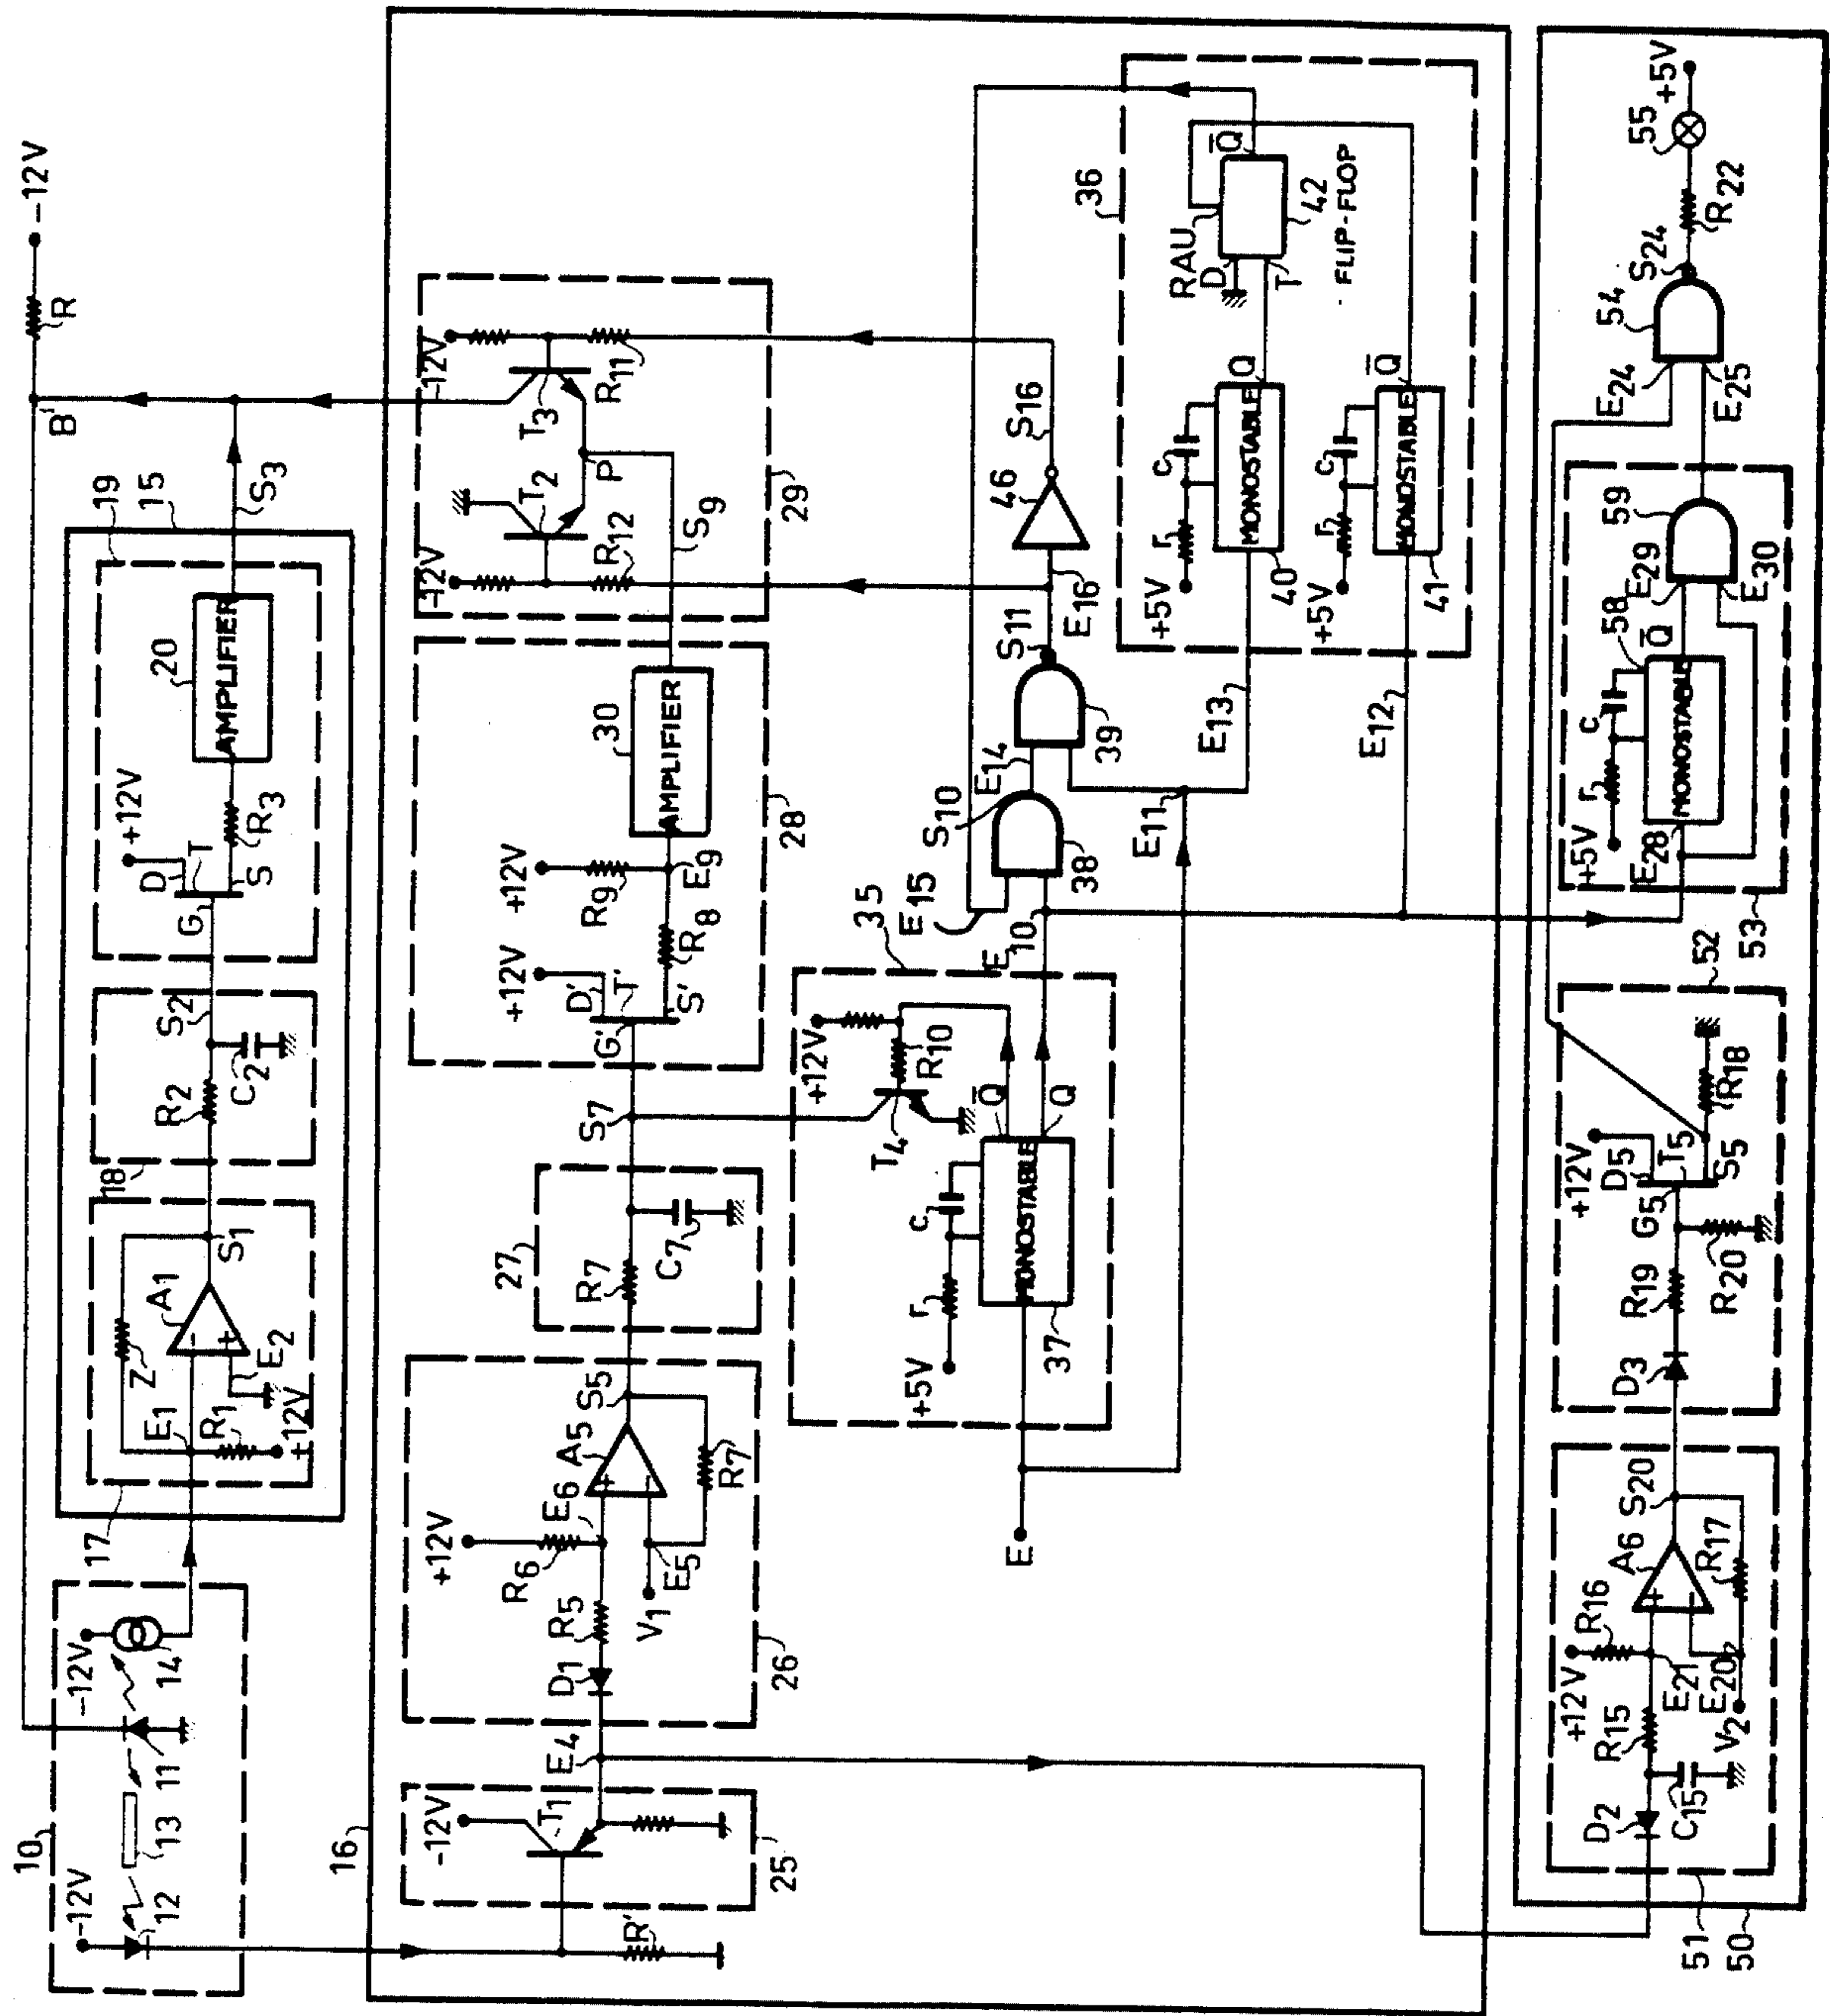 -12V
R
B'
10
-12V
12
13
11
-12V
14
17
E1
R1
+12V
Z
A1
-
+
E2
S1
18
R2
C2
S2
19
15
G
D
T
S
+12V
R3
20
AMPLIFIER
S3
16
25
-12V
T1
R'
E4
26
D1
R5
R6
+12V
E6
V1
E5
A5
+
-
S5
R7
27
R7
C7
S7
28
G'
D'
T'
S'
+12V
+12V
R8
R9
E9
30
AMPLIFIER
29
-12V
-12V
T2
T3
R12
R11
P
S9
E
35
+5V
r
c
MONOSTABLE
37
T4
+12V
R10
Q̅
Q
E10
E15
38
S10
E14
E11
39
S11
E16
46
S16
36
E13
E12
+5V
r
c
MONOSTABLE
40
Q
+5V
r
c
MONOSTABLE
41
Q̅
RAU
D
T
Q̅
42
FLIP-FLOP
50
51
D2
C15
R15
+12V
R16
E21
E20
V2
A6
+
-
R17
S20
52
D3
R19
R20
G5
D5
T5
S5
+12V
R18
53
E28
+5V
r
c
MONOSTABLE
58
Q̅
E29
E30
59
E24
E25
54
S24
R22
55
+5V